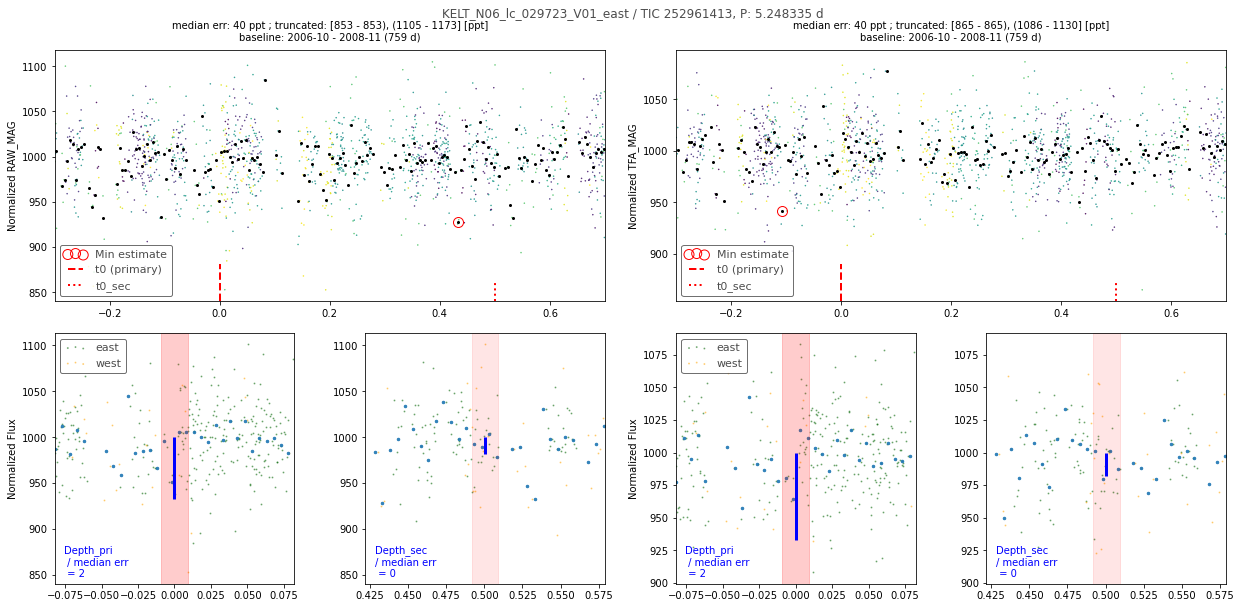 KELT_N06_lc_029723_V01_east / TIC 252961413, P: 5.248335 d
median err: 40 ppt ; truncated: [853 - 853), (1105 - 1173] [ppt]
baseline: 2006-10 - 2008-11 (759 d)
Normalized RAW_MAG
1100
1050
1000
950
900
850
Min estimate
t0 (primary)
t0_sec
−0.2 0.0 0.2 0.4 0.6
median err: 40 ppt ; truncated: [865 - 865), (1086 - 1130] [ppt]
baseline: 2006-10 - 2008-11 (759 d)
Normalized TFA_MAG
1050
1000
950
900
Min estimate
t0 (primary)
t0_sec
−0.2 0.0 0.2 0.4 0.6
Normalized Flux
1100
1050
1000
950
900
850
east
west
Depth_pri
/ median err
= 2
−0.075 −0.050 −0.025 0.000 0.025 0.050 0.075
1100
1050
1000
950
900
850
Depth_sec
/ median err
= 0
0.425 0.450 0.475 0.500 0.525 0.550 0.575
Normalized Flux
1075
1050
1025
1000
975
950
925
900
east
west
Depth_pri
/ median err
= 2
−0.075 −0.050 −0.025 0.000 0.025 0.050 0.075
1075
1050
1025
1000
975
950
925
900
Depth_sec
/ median err
= 0
0.425 0.450 0.475 0.500 0.525 0.550 0.575